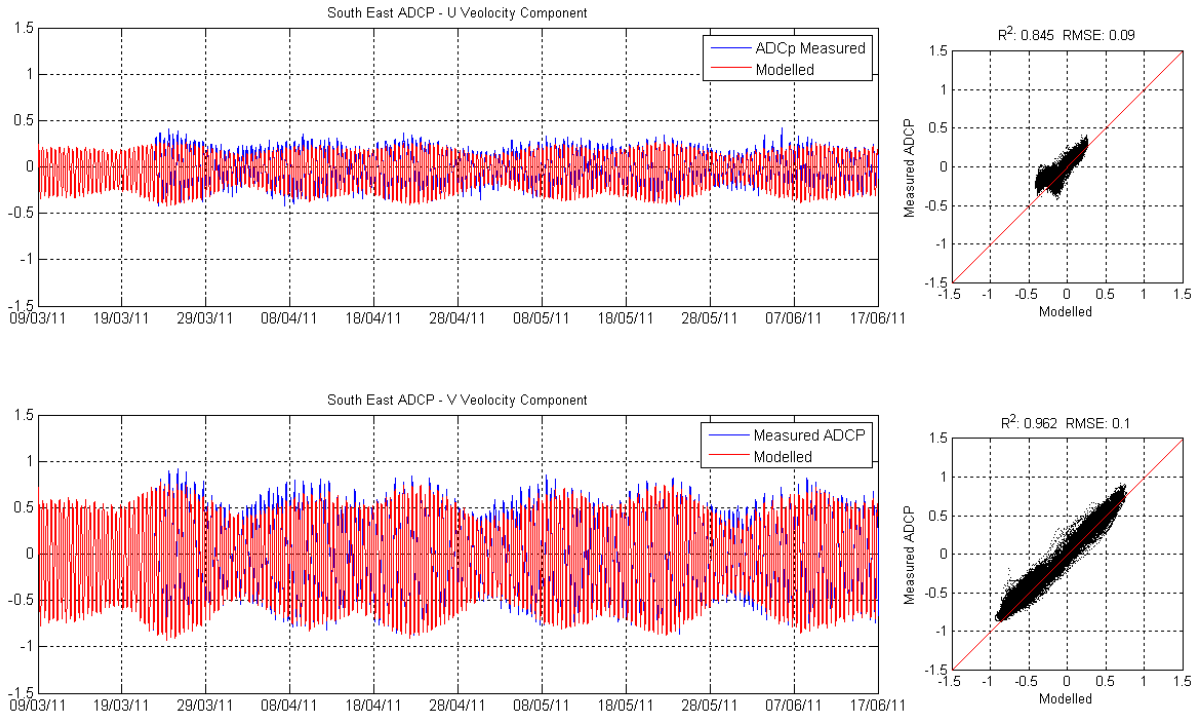 South East ADCP - U Veolocity Component
1.5
1
0.5
0
-0.5
-1
-1.5
ADCp Measured
Modelled
09/03/11 19/03/11 29/03/11 08/04/11 18/04/11 28/04/11 08/05/11 18/05/11 28/05/11 07/06/11 17/06/11
R2: 0.845 RMSE: 0.09
Measured ADCP
1.5
1
0.5
0
-0.5
-1
-1.5
-1.5 -1 -0.5 0 0.5 1 1.5
Modelled
South East ADCP - V Veolocity Component
1.5
1
0.5
0
-0.5
-1
-1.5
Measured ADCP
Modelled
09/03/11 19/03/11 29/03/11 08/04/11 18/04/11 28/04/11 08/05/11 18/05/11 28/05/11 07/06/11 17/06/11
R2: 0.962 RMSE: 0.1
Measured ADCP
1.5
1
0.5
0
-0.5
-1
-1.5
-1.5 -1 -0.5 0 0.5 1 1.5
Modelled